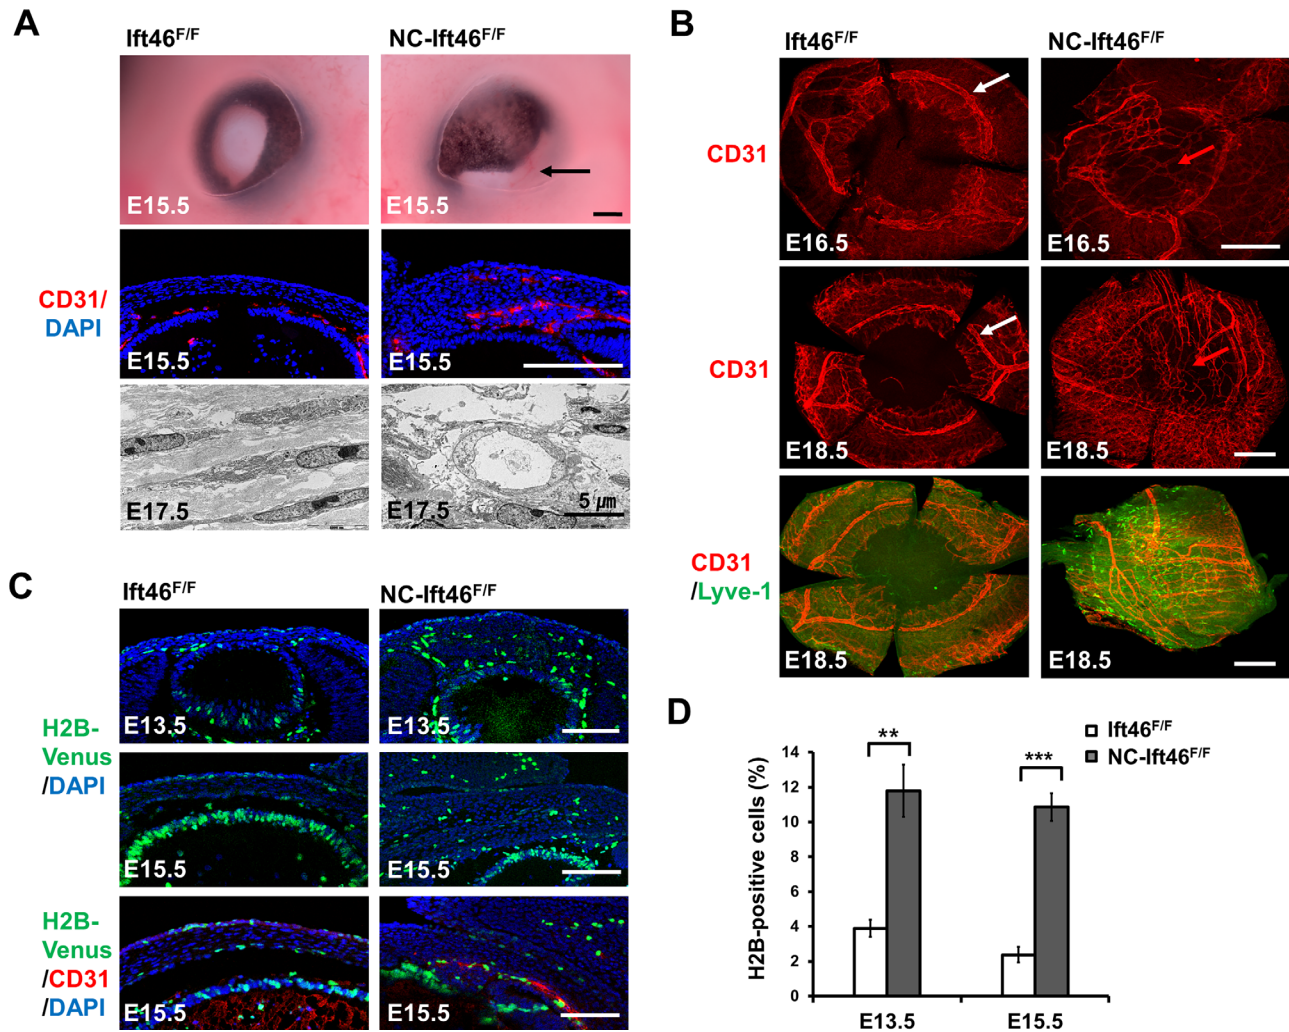 A
Ift46F/F
NC-Ift46F/F
E15.5
E15.5
CD31/
DAPI
E15.5
E15.5
E17.5
5 µm
B
Ift46F/F
NC-Ift46F/F
CD31
E16.5
E16.5
CD31
E18.5
E18.5
CD31
/Lyve-1
E18.5
E18.5
C
Ift46F/F
NC-Ift46F/F
H2B-
Venus
/DAPI
E13.5
E13.5
E15.5
E15.5
H2B-
Venus
/CD31
/DAPI
E15.5
E15.5
D
Ift46F/F
NC-Ift46F/F
H2B-positive cells (%)
14
12
10
8
6
4
2
0
**
***
E13.5
E15.5